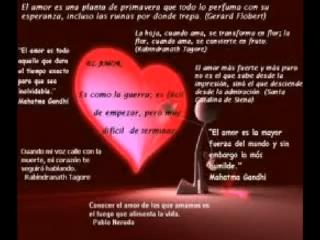 El amor es una planta de primavera que todo lo perfuma con su
esperanza, incluso las ruinas por donde trepa. (Gerard Flobert)
La hoja, cuando ama, se transforma en flor; la
flor, cuando ama, se convierte en fruto.
(Rabindranath Tagore)
"El amor es todo
aquello que dura
el tiempo exacto
para que sea
inolvidable."
Mahatma Gandhi
EL AMOR,
Es como la guerra; es fácil
de empezar, pero muy
difícil de terminar.
El amor más fuerte y más puro
no es el que sube desde la
impresión, sinó el que desciende
desde la admiración. (Santa
Catalina de Siena)
"El amor es la mayor
fuerza del mundo y sin
embargo lo más
humilde."
Mahatma Gandhi
Cuando mi voz calle con la
muerte, mi corazón te
seguirá hablando.
Rabindranath Tagore
Conocer el amor de los que amamos es
el fuego que alimenta la vida.
Pablo Neruda